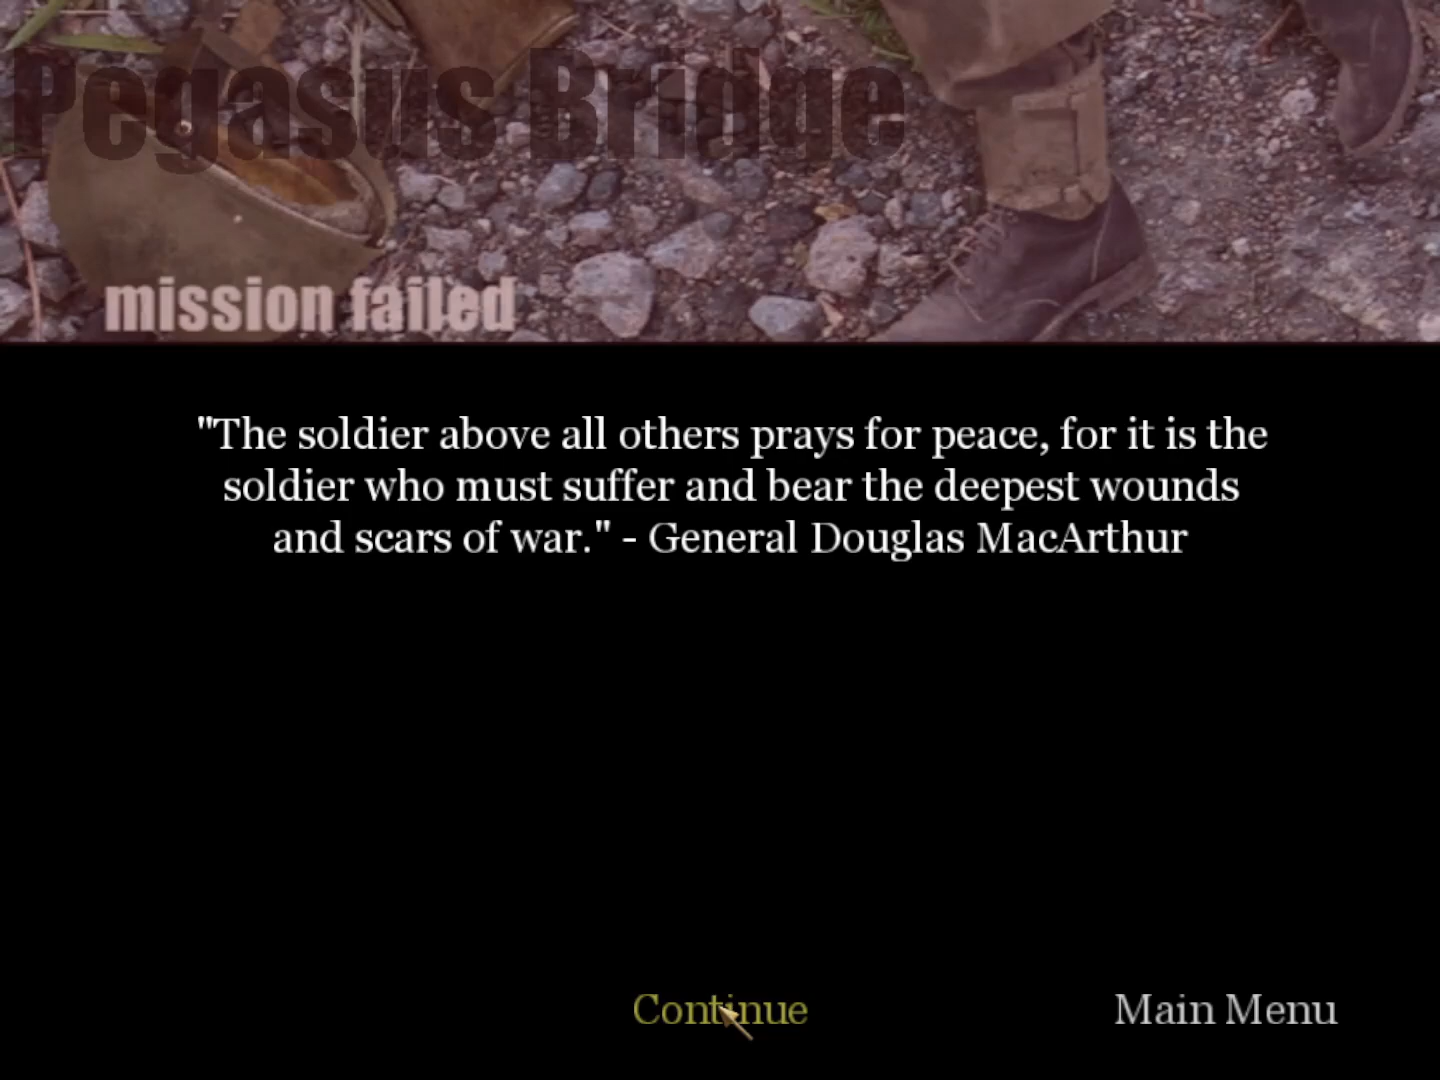 Pegasus Bridge
mission failed
"The soldier above all others prays for peace, for it is the
soldier who must suffer and bear the deepest wounds
and scars of war." - General Douglas MacArthur
Continue
Main Menu